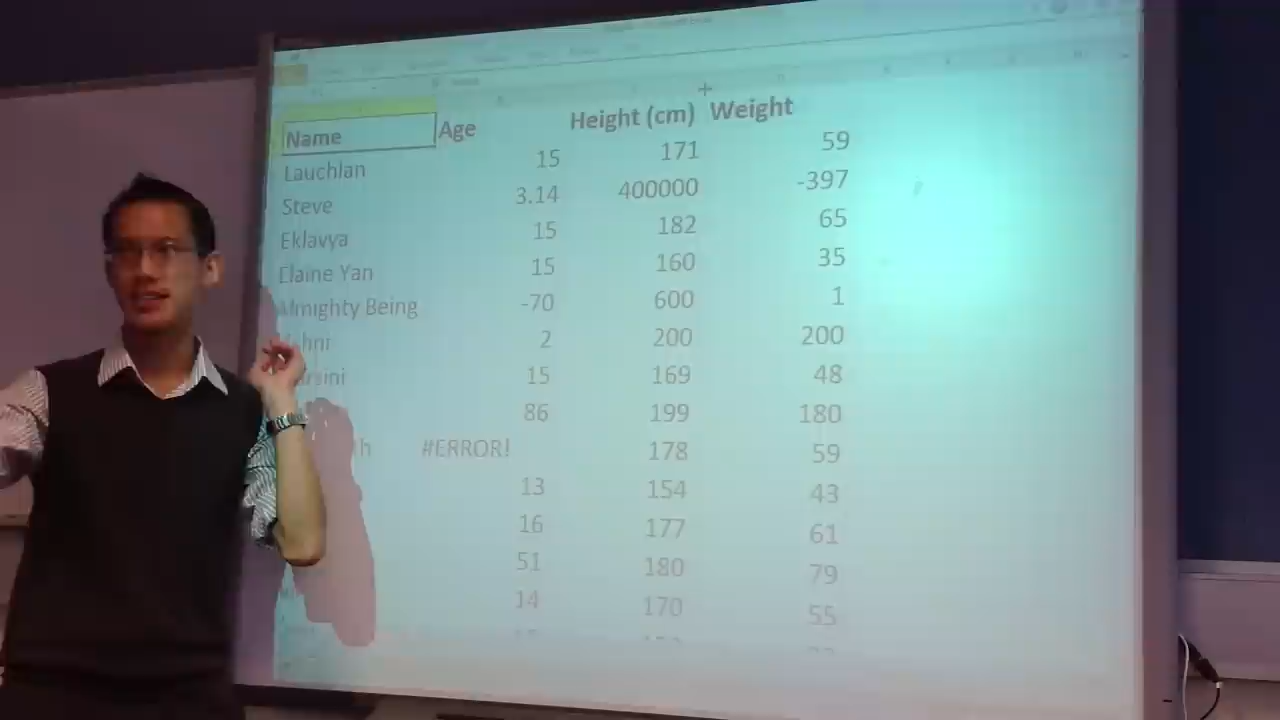 Name Age Height (cm) Weight
Lauchlan 15 171 59
Steve 3.14 400000 -397
Eklavya 15 182 65
Elaine Yan 15 160 35
Almighty Being -70 600 1
2 200 200
15 169 48
86 199 180
#ERROR! 178 59
13 154 43
16 177 61
51 180 79
14 170 55